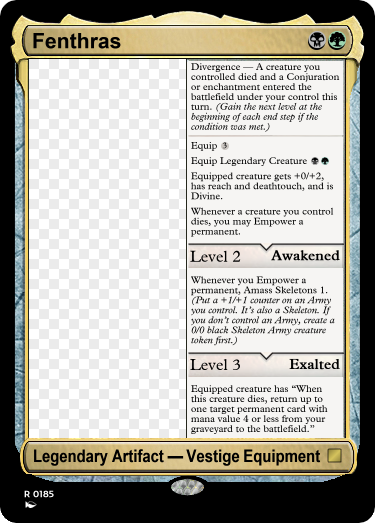 Fenthras
Divergence — A creature you
controlled died and a Conjuration
or enchantment entered the
battlefield under your control this
turn. (Gain the next level at the
beginning of each end step if the
condition was met.)
Equip 3
Equip Legendary Creature
Equipped creature gets +0/+2,
has reach and deathtouch, and is
Divine.
Whenever a creature you control
dies, you may Empower a
permanent.
Level 2 Awakened
Whenever you Empower a
permanent, Amass Skeletons 1.
(Put a +1/+1 counter on an Army
you control. It's also a Skeleton. If
you don't control an Army, create a
0/0 black Skeleton Army creature
token first.)
Level 3 Exalted
Equipped creature has “When
this creature dies, return up to
one target permanent card with
mana value 4 or less from your
graveyard to the battlefield.”
Legendary Artifact — Vestige Equipment
R 0185